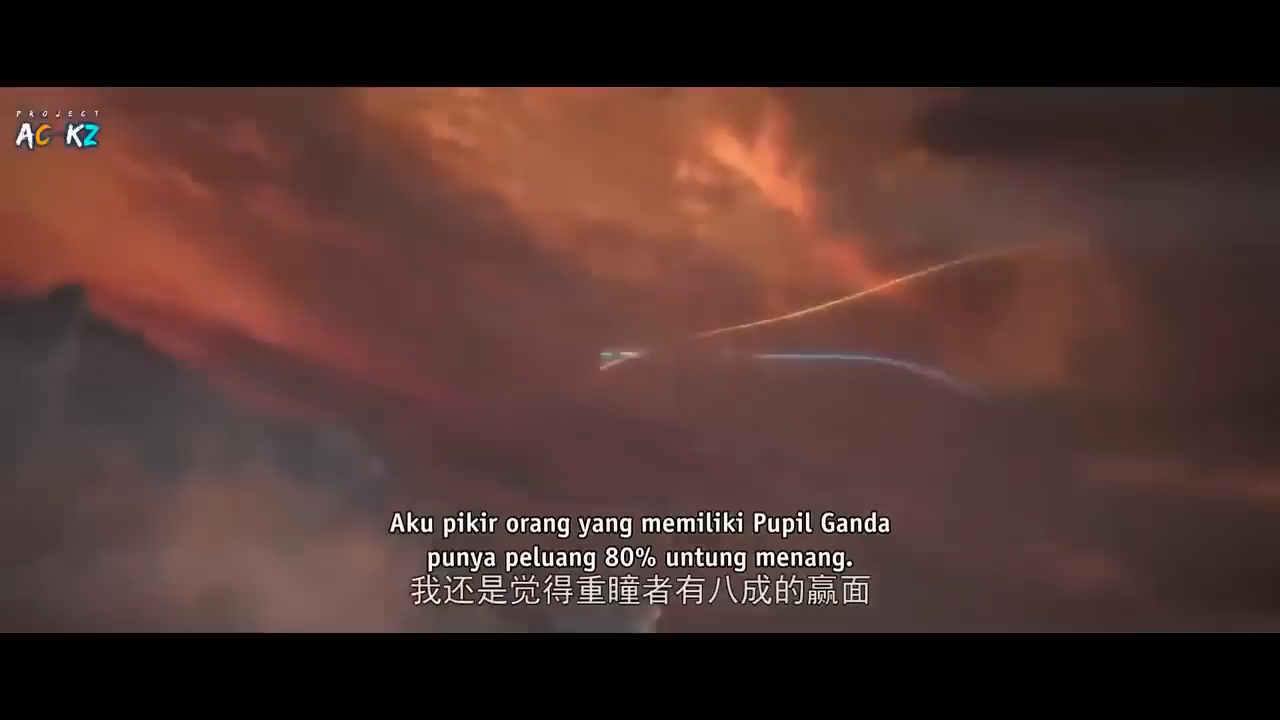 PROJECT
AC KZ
Aku pikir orang yang memiliki Pupil Ganda
punya peluang 80% untung menang.
我还是觉得重瞳者有八成的赢面